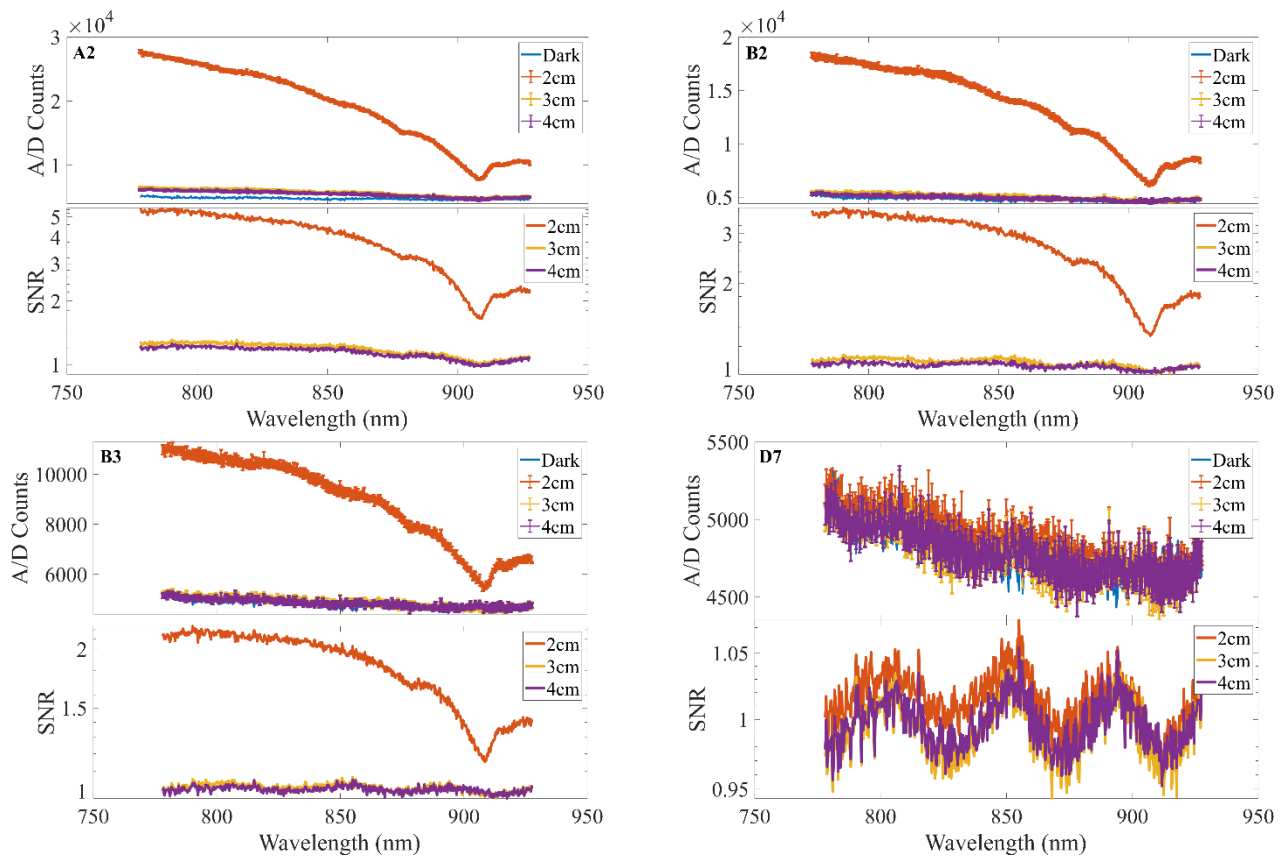 ×10⁴
3
A2
Dark
2cm
3cm
4cm
2
1
A/D Counts
5
4
3
2
1
SNR
2cm
3cm
4cm
750 800 850 900 950
Wavelength (nm)
×10⁴
2
B2
Dark
2cm
3cm
4cm
1.5
1
0.5
A/D Counts
3
2
1
SNR
2cm
3cm
4cm
750 800 850 900 950
Wavelength (nm)
B3
Dark
2cm
3cm
4cm
10000
8000
6000
A/D Counts
2
1.5
1
SNR
2cm
3cm
4cm
750 800 850 900 950
Wavelength (nm)
5500
D7
Dark
2cm
3cm
4cm
5000
4500
A/D Counts
1.05
1
0.95
SNR
2cm
3cm
4cm
750 800 850 900 950
Wavelength (nm)